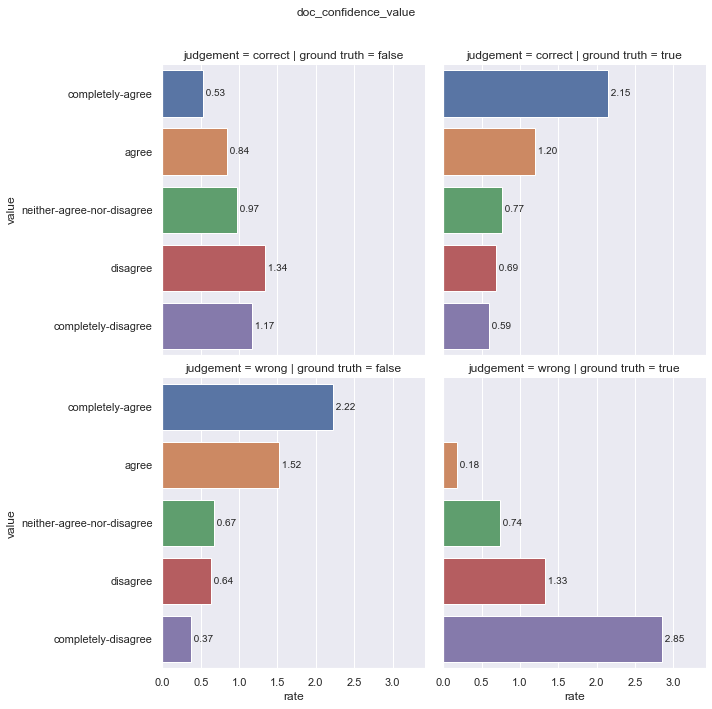 doc_confidence_value
judgement = correct | ground truth = false
judgement = correct | ground truth = true
value
completely-agree
0.53
2.15
agree
0.84
1.20
neither-agree-nor-disagree
0.97
0.77
disagree
1.34
0.69
completely-disagree
1.17
0.59
judgement = wrong | ground truth = false
judgement = wrong | ground truth = true
value
completely-agree
2.22
agree
1.52
0.18
neither-agree-nor-disagree
0.67
0.74
disagree
0.64
1.33
completely-disagree
0.37
2.85
0.0 0.5 1.0 1.5 2.0 2.5 3.0
0.0 0.5 1.0 1.5 2.0 2.5 3.0
rate
rate